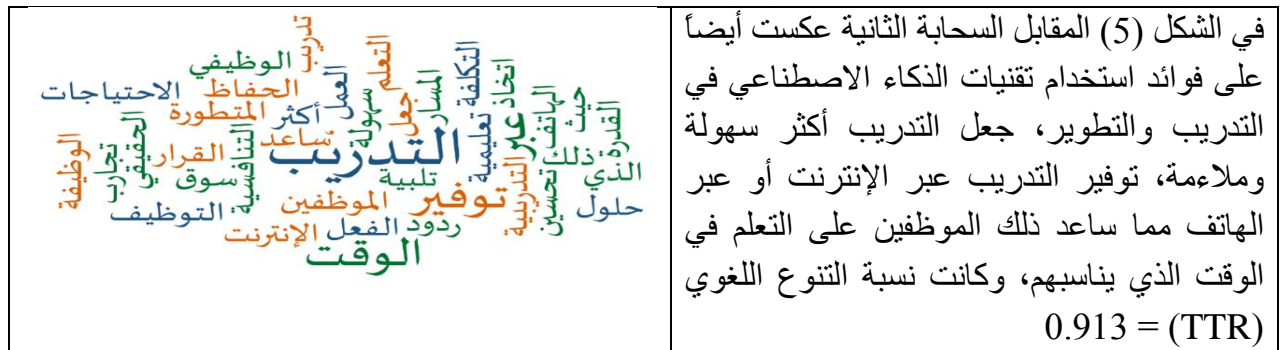 في الشكل (5) المقابل السحابة الثانية عكست أيضاً
على فوائد استخدام تقنيات الذكاء الاصطناعي في
التدريب والتطوير، جعل التدريب أكثر سهولة
وملاءمة، توفير التدريب عبر الإنترنت أو عبر
الهاتف مما ساعد ذلك الموظفين على التعلم في
الوقت الذي يناسبهم، وكانت نسبة التنوع اللغوي
(TTR) = 0.913
تدريب
الوظيفي
التعلم
التكلفة
اتخاذ
الهاتف
حيث
القدرة
الاحتياجات
الحفاظ
العمل
سهولة
جعل
المسار
تعليمية
عبر
المتطورة
أكثر
ساعد
التدريب
ذلك
الذي
الوظيفة
تجارب
الحقيقي
القرار
سوق
التنافسية
تلبية
التدريبية
تحسين
حلول
التوظيف
الموظفين
توفير
الإنترنت
الفعل
ردود
الوقت